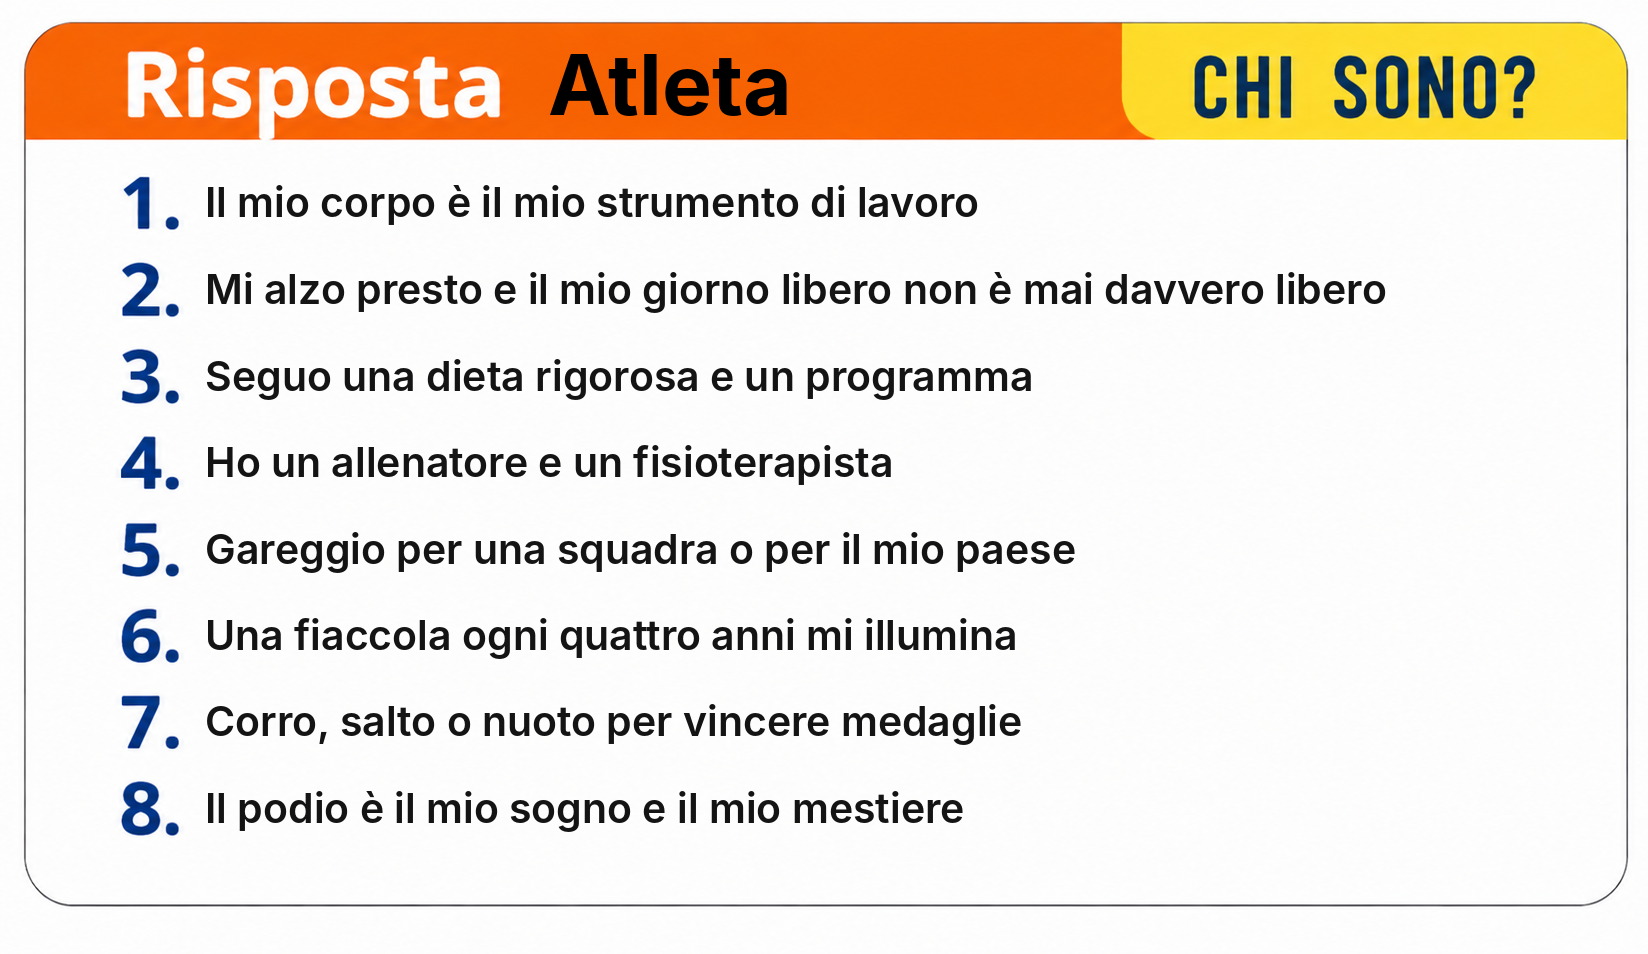 Risposta Atleta
CHI SONO?
1. Il mio corpo è il mio strumento di lavoro
2. Mi alzo presto e il mio giorno libero non è mai davvero libero
3. Seguo una dieta rigorosa e un programma
4. Ho un allenatore e un fisioterapista
5. Gareggio per una squadra o per il mio paese
6. Una fiaccola ogni quattro anni mi illumina
7. Corro, salto o nuoto per vincere medaglie
8. Il podio è il mio sogno e il mio mestiere